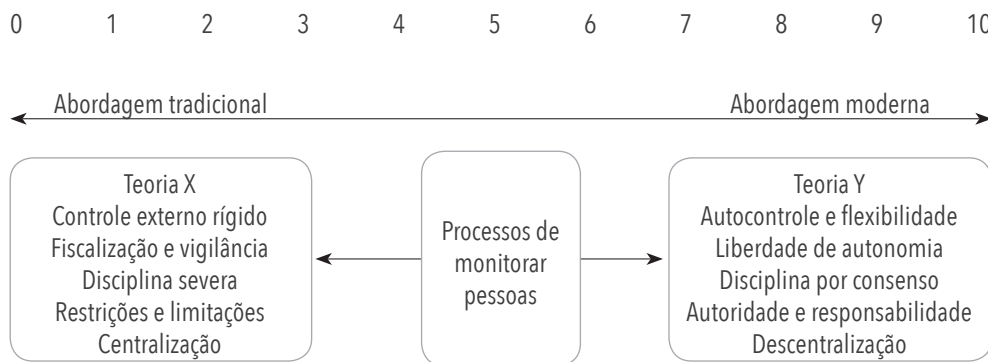 0 1 2 3 4 5 6 7 8 9 10
Abordagem tradicional
Abordagem moderna
Teoria X
Controle externo rígido
Fiscalização e vigilância
Disciplina severa
Restrições e limitações
Centralização
Processos de
monitorar
pessoas
Teoria Y
Autocontrole e flexibilidade
Liberdade de autonomia
Disciplina por consenso
Autoridade e responsabilidade
Descentralização